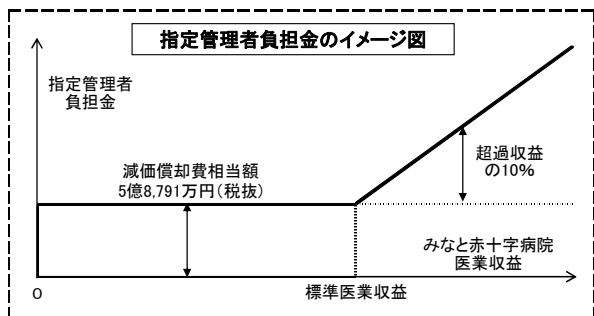 指定管理者負担金のイメージ図
指定管理者
負担金
減価償却費相当額
5億8,791万円(税抜)
超過収益
の10%
みなと赤十字病院
医業収益
0
標準医業収益